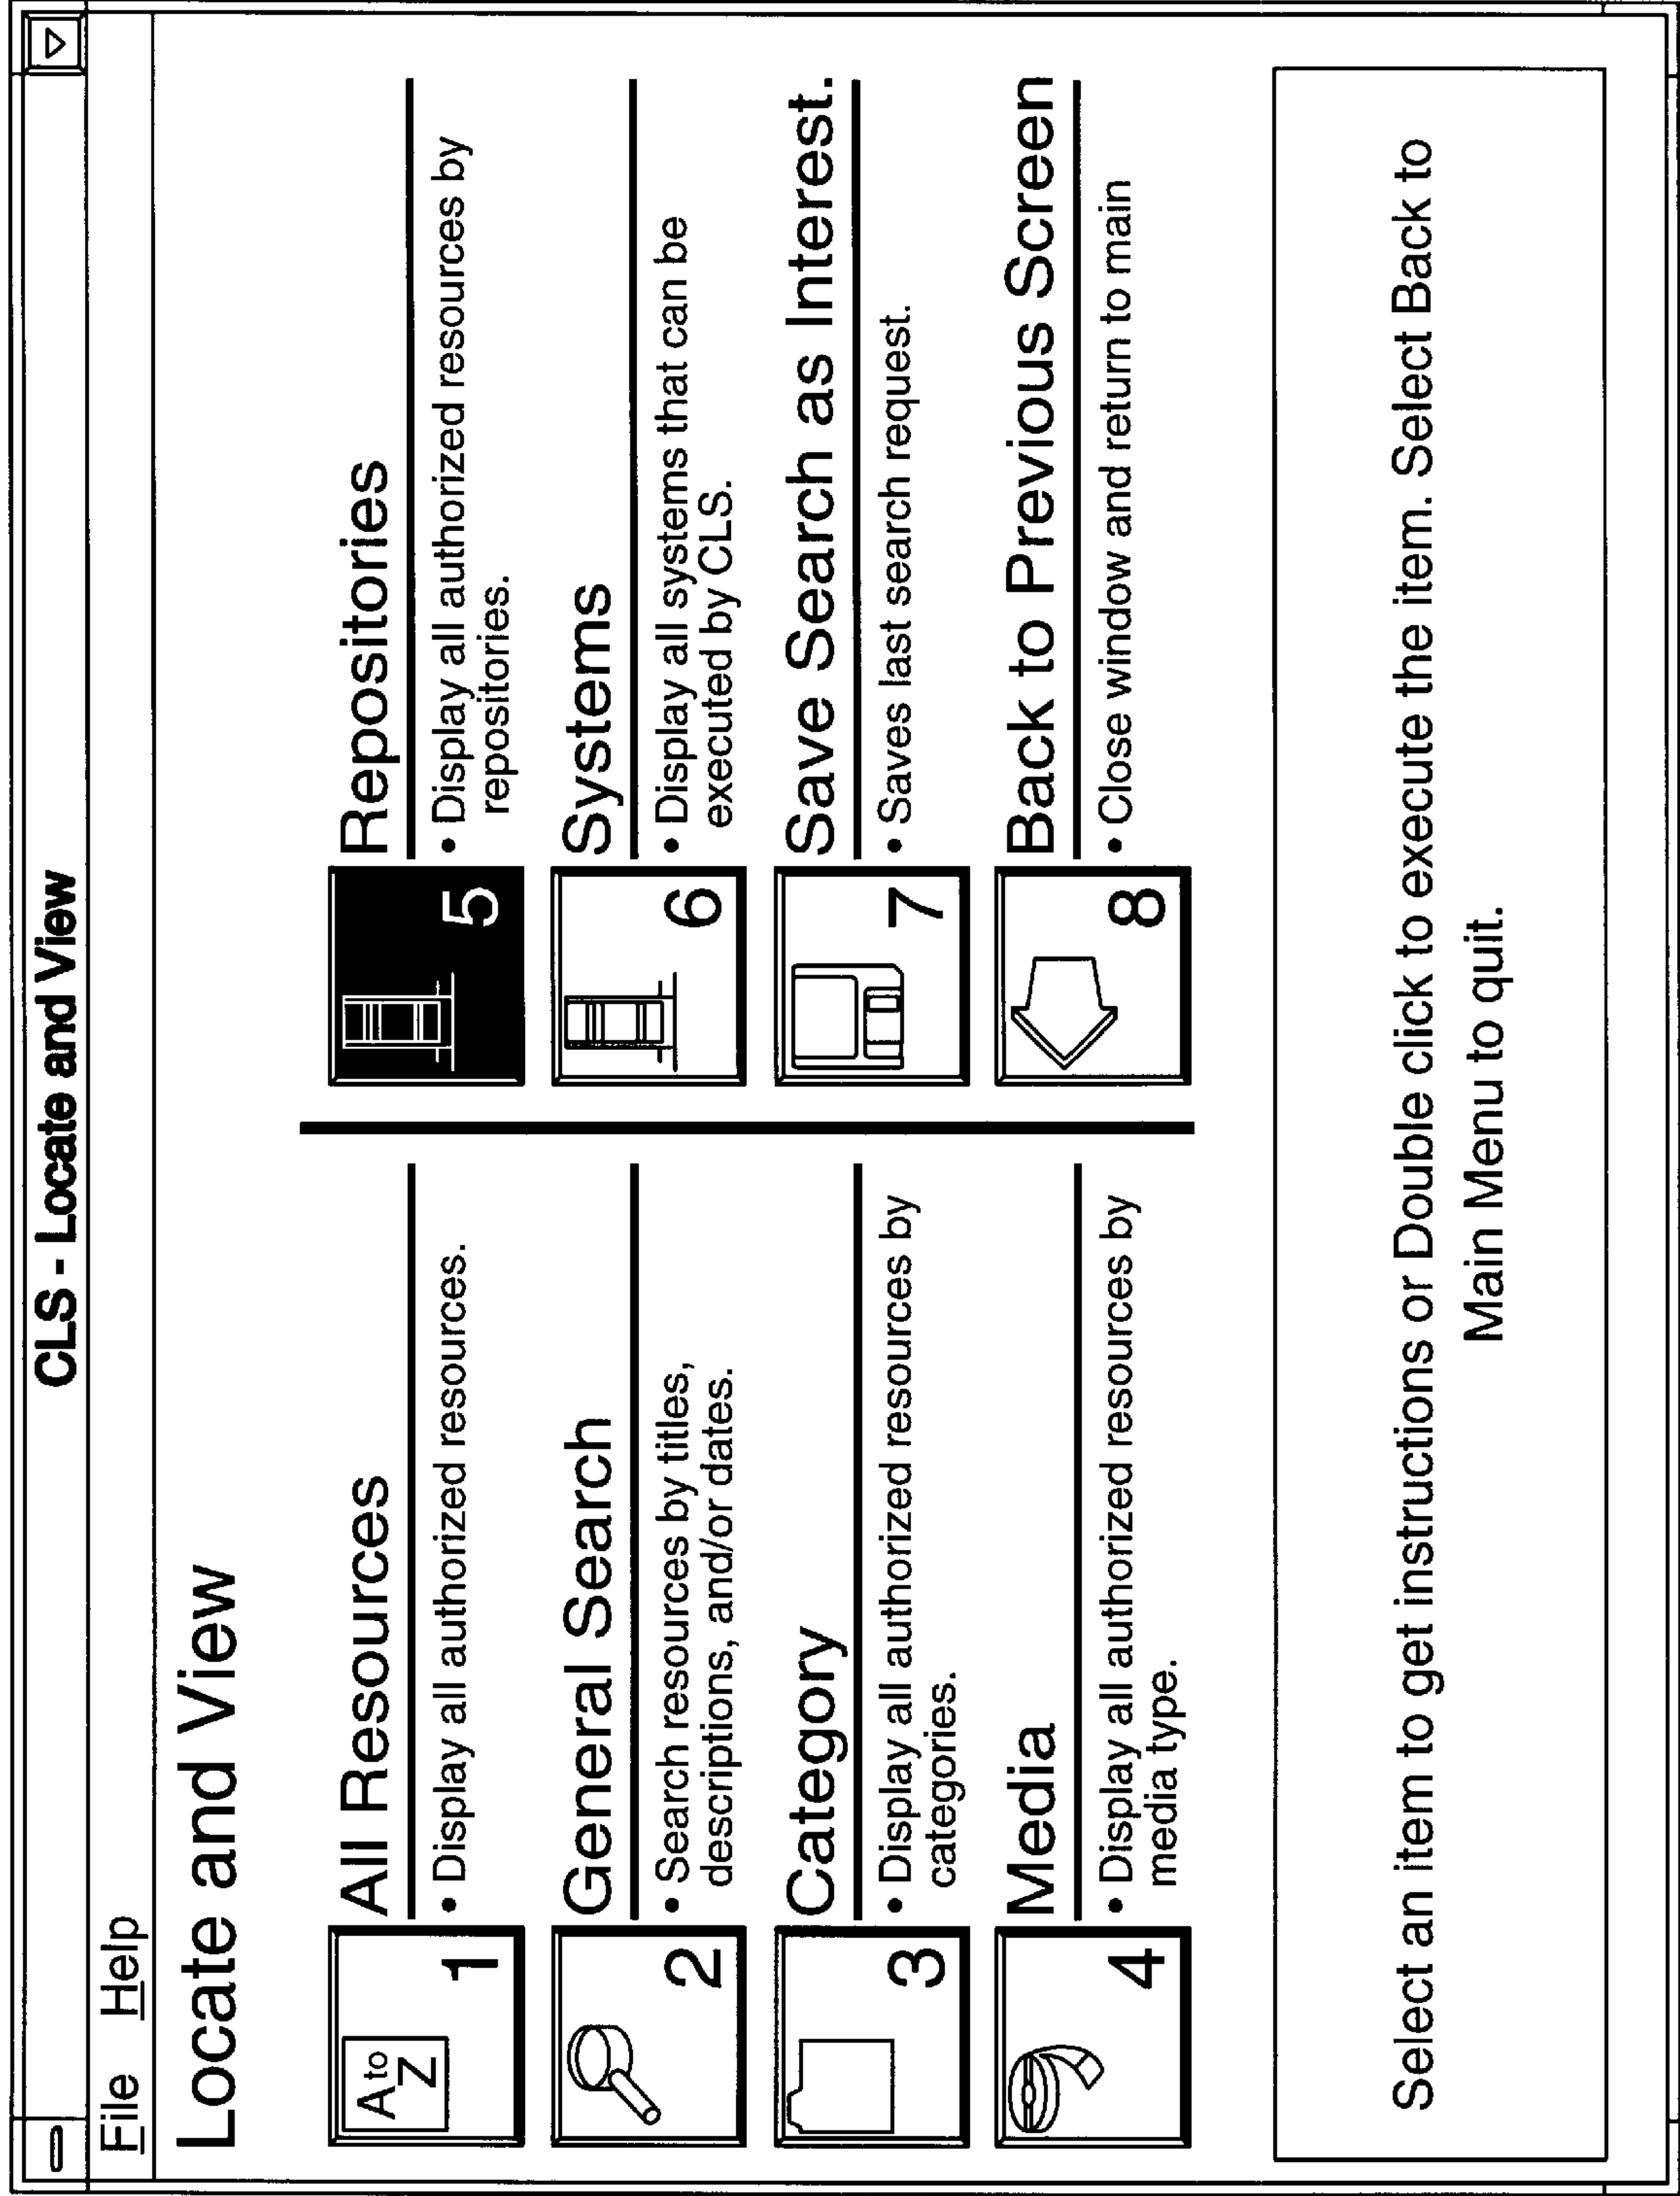 CLS - Locate and View
File Help
Locate and View
A to
Z
1
All Resources
• Display all authorized resources.
2
General Search
• Search resources by titles,
descriptions, and/or dates.
3
Category
• Display all authorized resources by
categories.
4
Media
• Display all authorized resources by
media type.
5
Repositories
• Display all authorized resources by
repositories.
6
Systems
• Display all systems that can be
executed by CLS.
7
Save Search as Interest.
• Saves last search request.
8
Back to Previous Screen
• Close window and return to main
Select an item to get instructions or Double click to execute the item. Select Back to
Main Menu to quit.